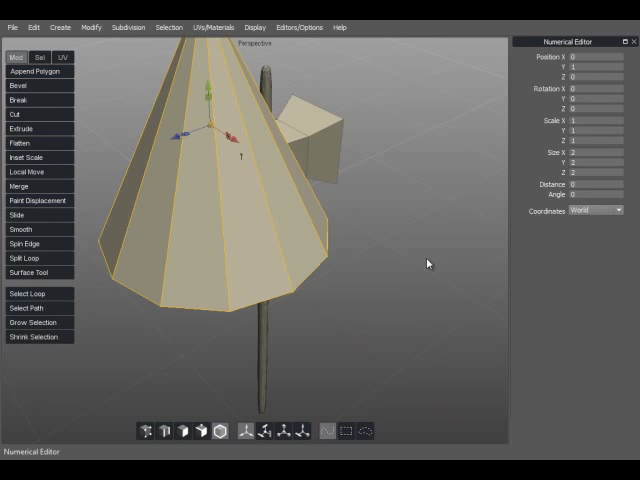 File Edit Create Modify Subdivision Selection UVs/Materials Display Editors/Options Help
Perspective
Mod Sel UV
Append Polygon
Bevel
Break
Cut
Extrude
Flatten
Inset Scale
Local Move
Merge
Paint Displacement
Slide
Smooth
Spin Edge
Split Loop
Surface Tool
Select Loop
Select Path
Grow Selection
Shrink Selection
Numerical Editor
Position X 0
Y 1
Z 0
Rotation X 0
Y 0
Z 0
Scale X 1
Y 1
Z 1
Size X 2
Y 2
Z 2
Distance 0
Angle 0
Coordinates World
Numerical Editor